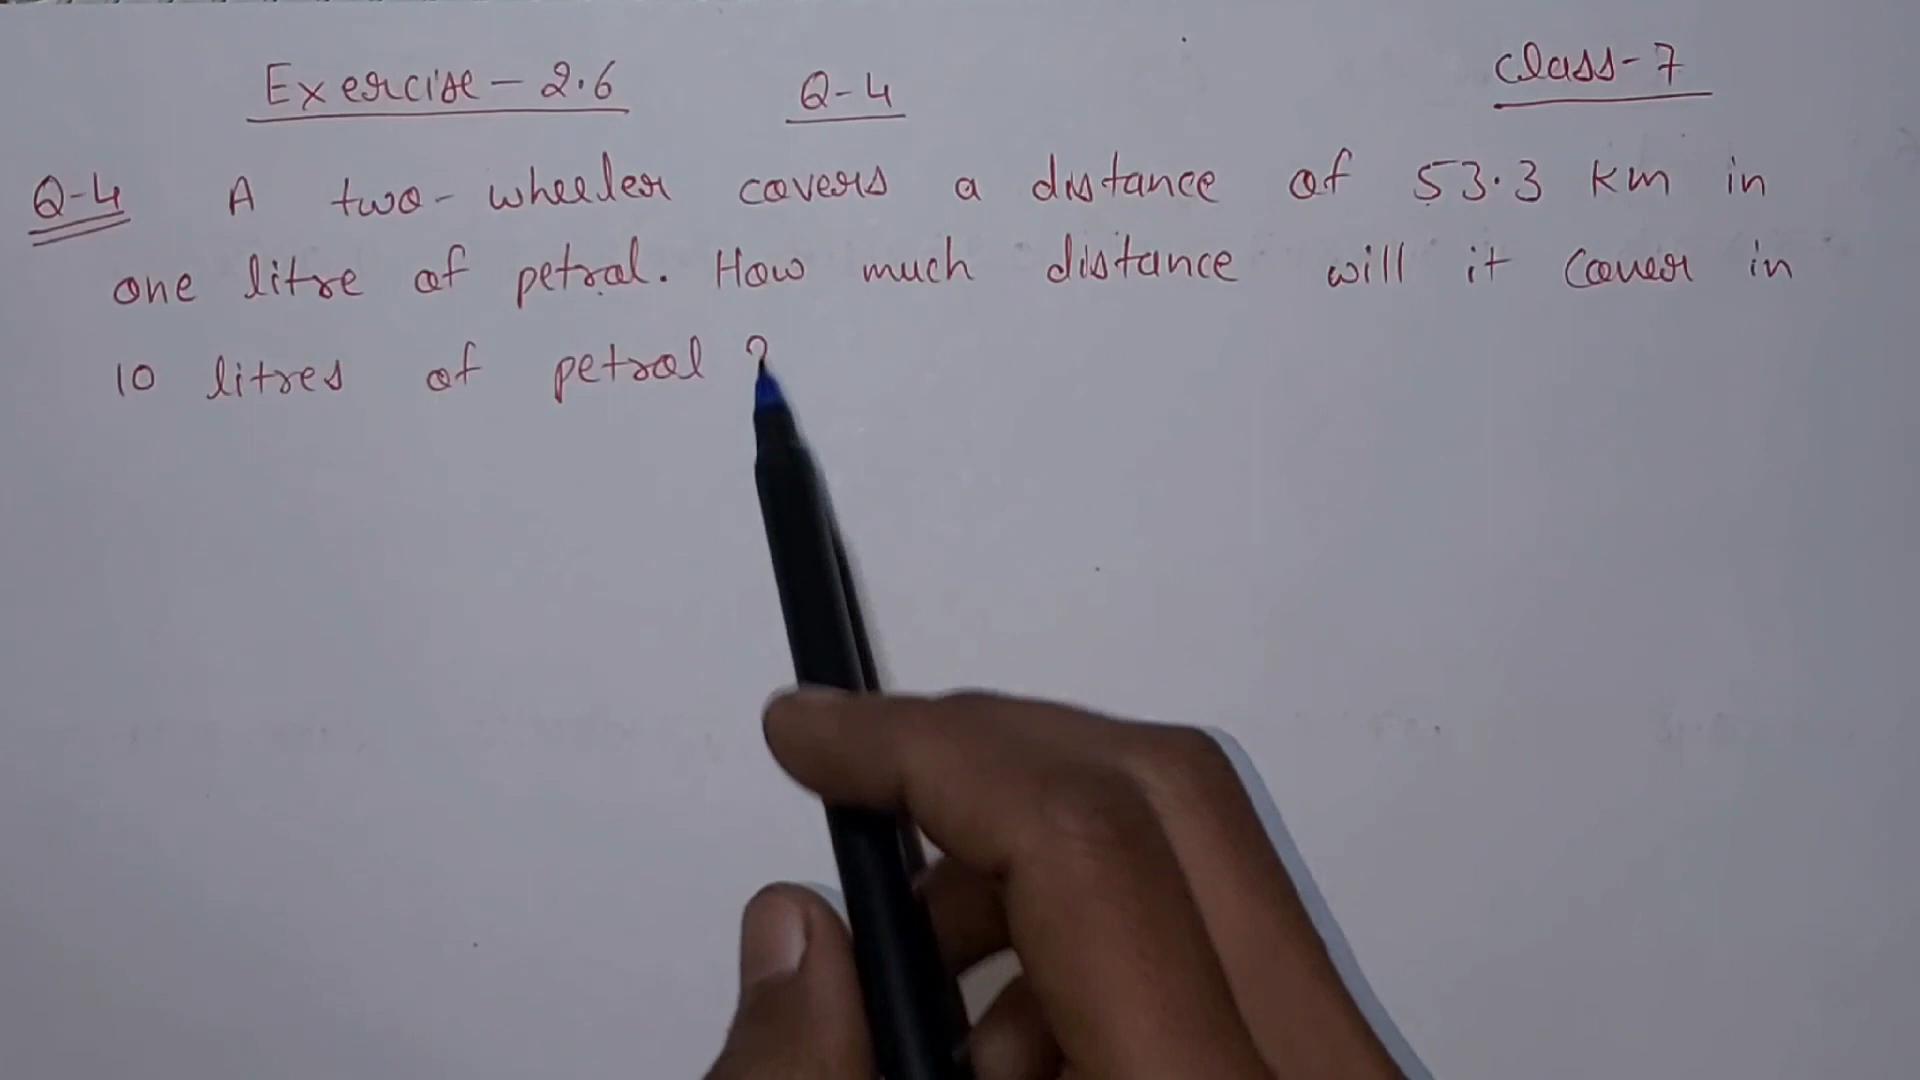 Exercise - 2.6 Q-4 Class-7
Q-4 A two-wheeler covers a distance of 53.3 km in
one litre of petrol. How much distance will it cover in
10 litres of petrol ?